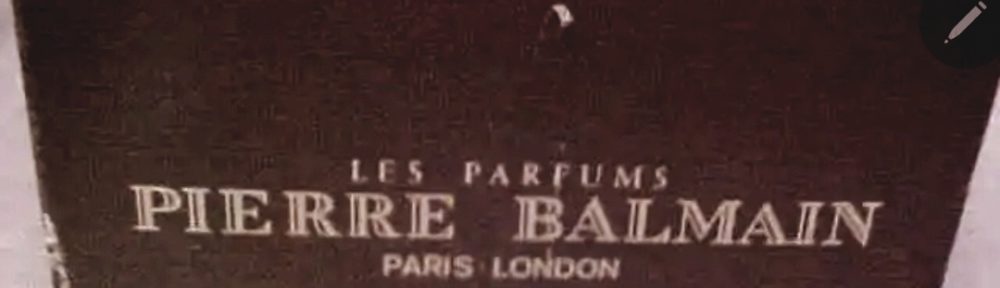 LES PARFUMS
PIERRE BALMAIN
PARIS · LONDON